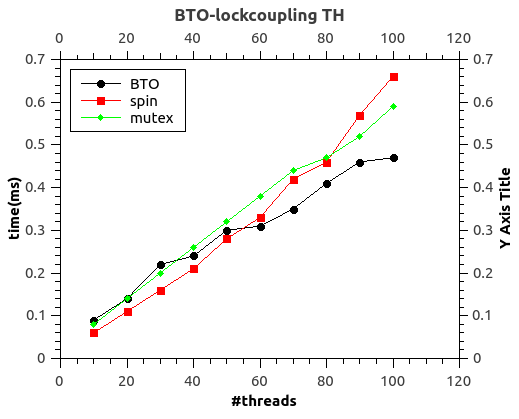 BTO-lockcoupling TH
0 20 40 60 80 100 120
0.7 0.7
BTO
spin
mutex
0.6 0.6
0.5 0.5
0.4 0.4
0.3 0.3
0.2 0.2
0.1 0.1
0 0
time(ms)
Y Axis Title
0 20 40 60 80 100 120
#threads